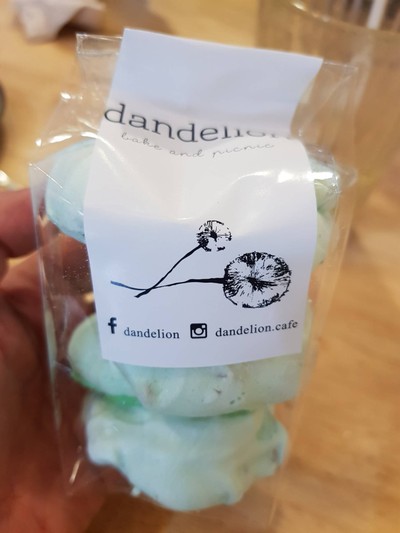 dandelion
bake and picnic
dandelion dandelion.cafe